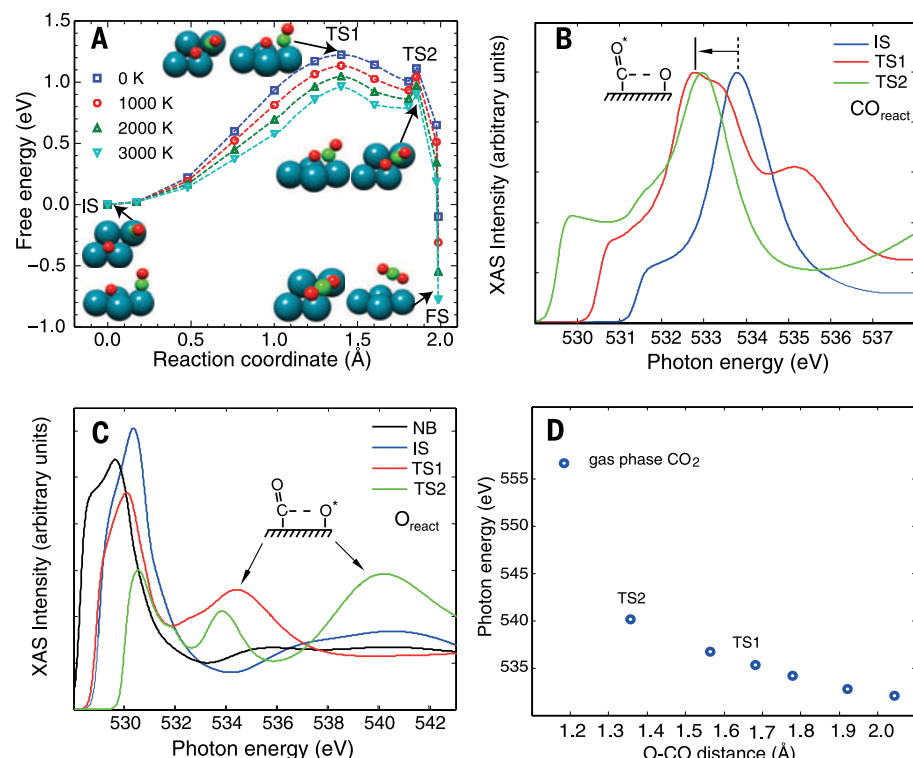 A
Free energy (eV)
1.5
1.0
0.5
0.0
−0.5
−1.0
0 K
1000 K
2000 K
3000 K
TS1
TS2
IS
FS
0.0 0.5 1.0 1.5 2.0
Reaction coordinate (Å)
B
XAS Intensity (arbitrary units)
O*
C
O
IS
TS1
TS2
CO react
530 531 532 533 534 535 536 537
Photon energy (eV)
C
XAS Intensity (arbitrary units)
NB
IS
TS1
TS2
O
C
O*
O react
530 532 534 536 538 540 542
Photon energy (eV)
D
Photon energy (eV)
555
550
545
540
535
gas phase CO₂
TS2
TS1
1.2 1.3 1.4 1.5 1.6 1.7 1.8 1.9 2.0
O-CO distance (Å)